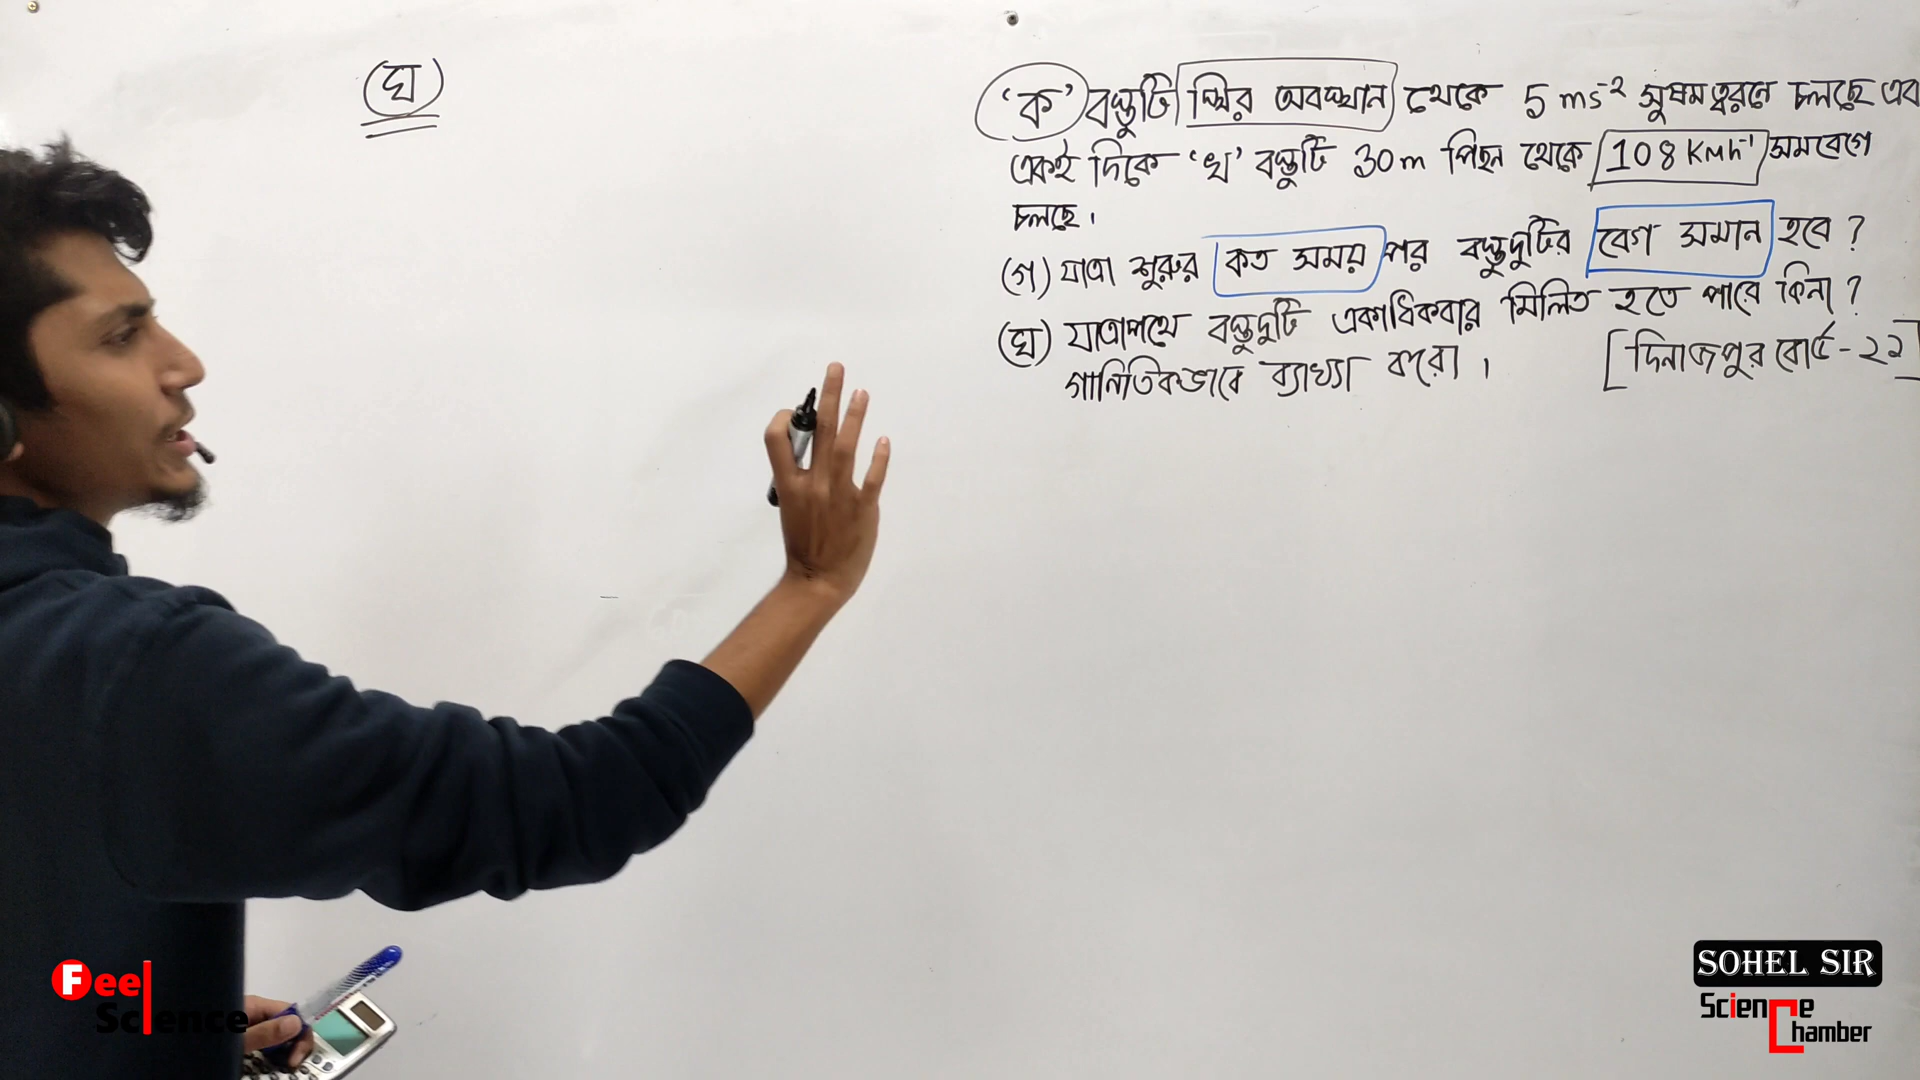 (ঘ)
'ক' বস্তুটি স্থির অবস্থান থেকে 5 ms⁻² সুষম ত্বরণে চলছে এব
একই দিকে 'খ' বস্তুটি 30m পিছন থেকে 108 Kmh⁻¹ সমবেগে
চলছে।
(গ) যাত্রা শুরুর কত সময় পর বস্তুদুটির বেগ সমান হবে?
(ঘ) যাত্রাপথে বস্তুদুটি একাধিকবার মিলিত হতে পারে কিনা?
গানিতিকভাবে ব্যাখ্যা করো। [দিনাজপুর বোর্ড-২২]
Feel
Science
SOHEL SIR
Science
Chamber